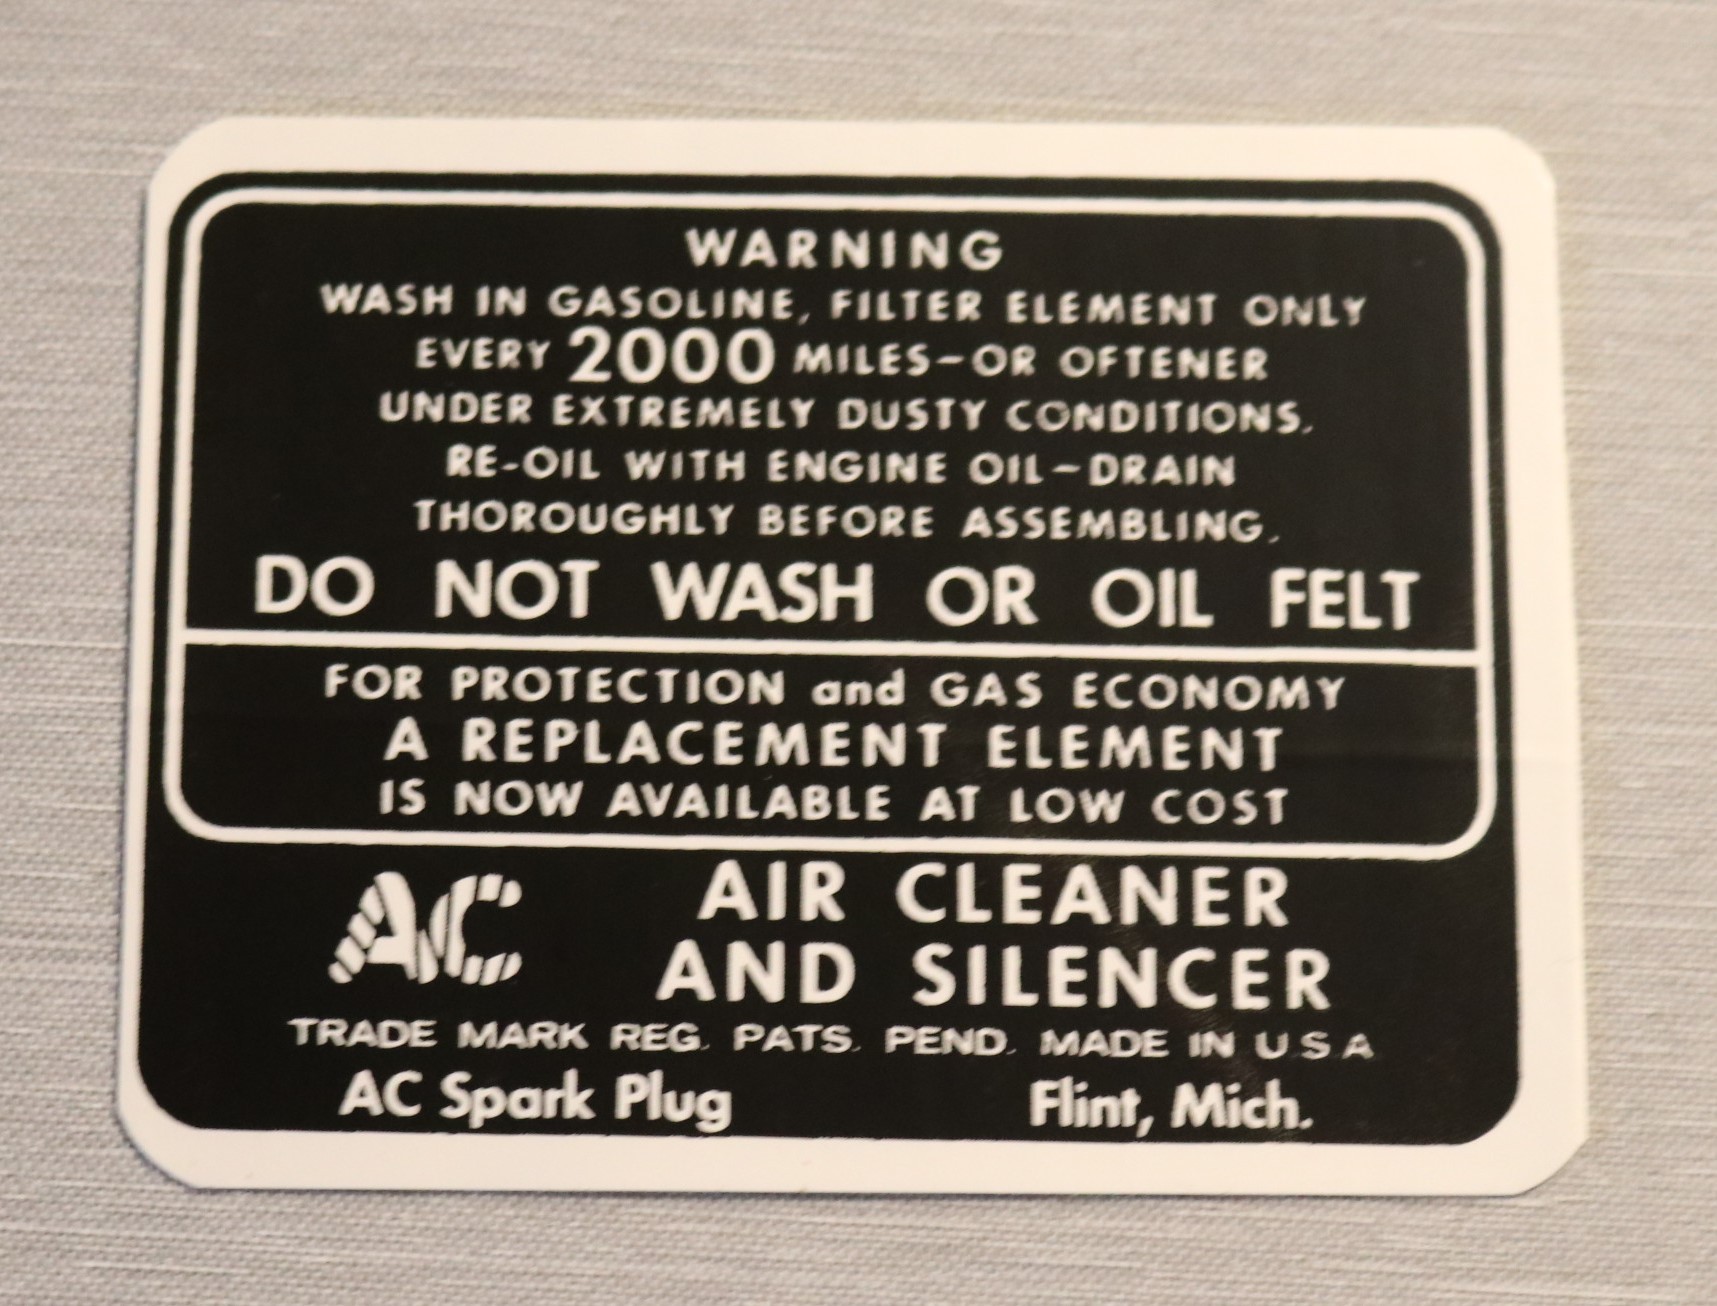 WARNING
WASH IN GASOLINE, FILTER ELEMENT ONLY
EVERY 2000 MILES-OR OFTENER
UNDER EXTREMELY DUSTY CONDITIONS.
RE-OIL WITH ENGINE OIL-DRAIN
THOROUGHLY BEFORE ASSEMBLING.
DO NOT WASH OR OIL FELT
FOR PROTECTION and GAS ECONOMY
A REPLACEMENT ELEMENT
IS NOW AVAILABLE AT LOW COST
AC AIR CLEANER
AND SILENCER
TRADE MARK REG. PATS. PEND. MADE IN U.S.A
AC Spark Plug Flint, Mich.